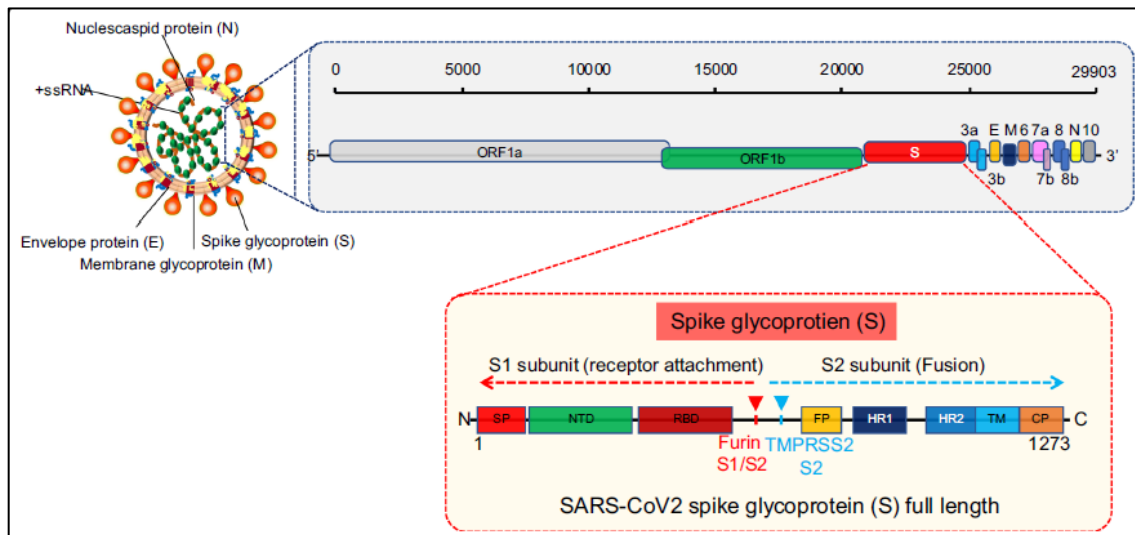 Nuclescaspid protein (N)
+ssRNA
Envelope protein (E)
Spike glycoprotein (S)
Membrane glycoprotein (M)
0 5000 10000 15000 20000 25000 29903
3a E M 6 7a 8 N 10
5' ORF1a ORF1b S 3'
3b 7b 8b
Spike glycoprotien (S)
S1 subunit (receptor attachment) S2 subunit (Fusion)
N SP NTD RBD FP HR1 HR2 TM CP C
1 1273
Furin TMPRSS2
S1/S2 S2
SARS-CoV2 spike glycoprotein (S) full length